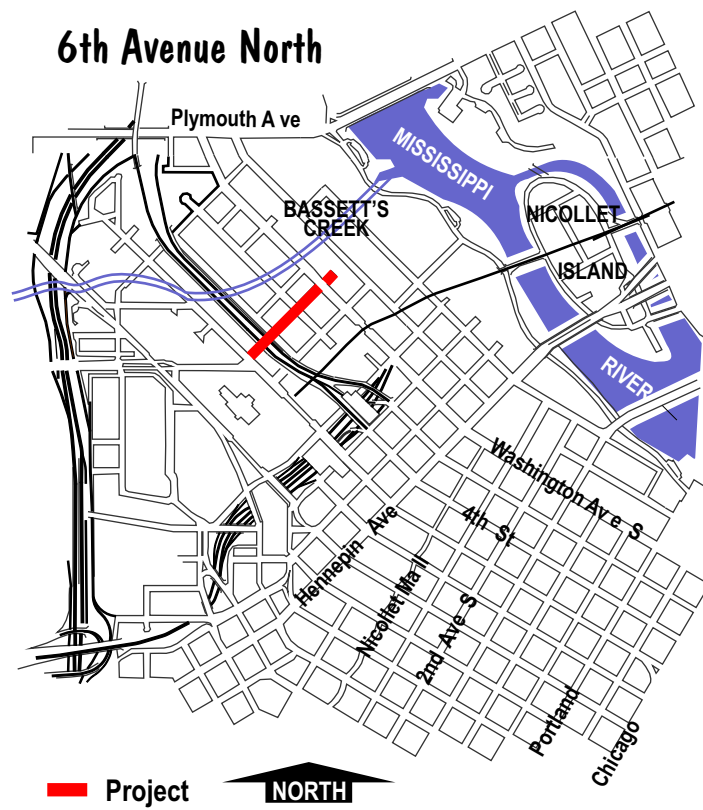 6th Avenue North
Plymouth A ve
MISSISSIPPI
BASSETT'S
CREEK
NICOLLET
ISLAND
RIVER
Washington Av e S
4th St
Hennepin Ave
Nicollet Ma ll
2nd Ave S
Portland
Chicago
Project
NORTH